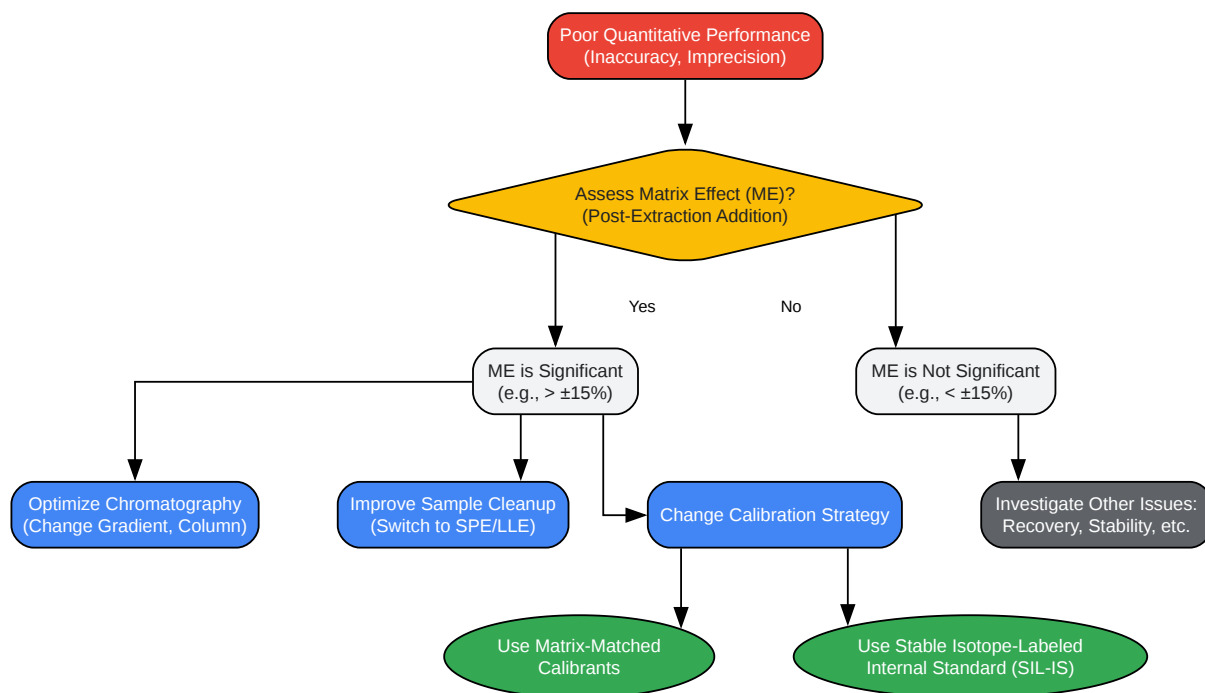 Poor Quantitative Performance
(Inaccuracy, Imprecision)
Assess Matrix Effect (ME)?
(Post-Extraction Addition)
Yes
No
ME is Significant
(e.g., > ±15%)
ME is Not Significant
(e.g., < ±15%)
Optimize Chromatography
(Change Gradient, Column)
Improve Sample Cleanup
(Switch to SPE/LLE)
Change Calibration Strategy
Investigate Other Issues:
Recovery, Stability, etc.
Use Matrix-Matched
Calibrants
Use Stable Isotope-Labeled
Internal Standard (SIL-IS)